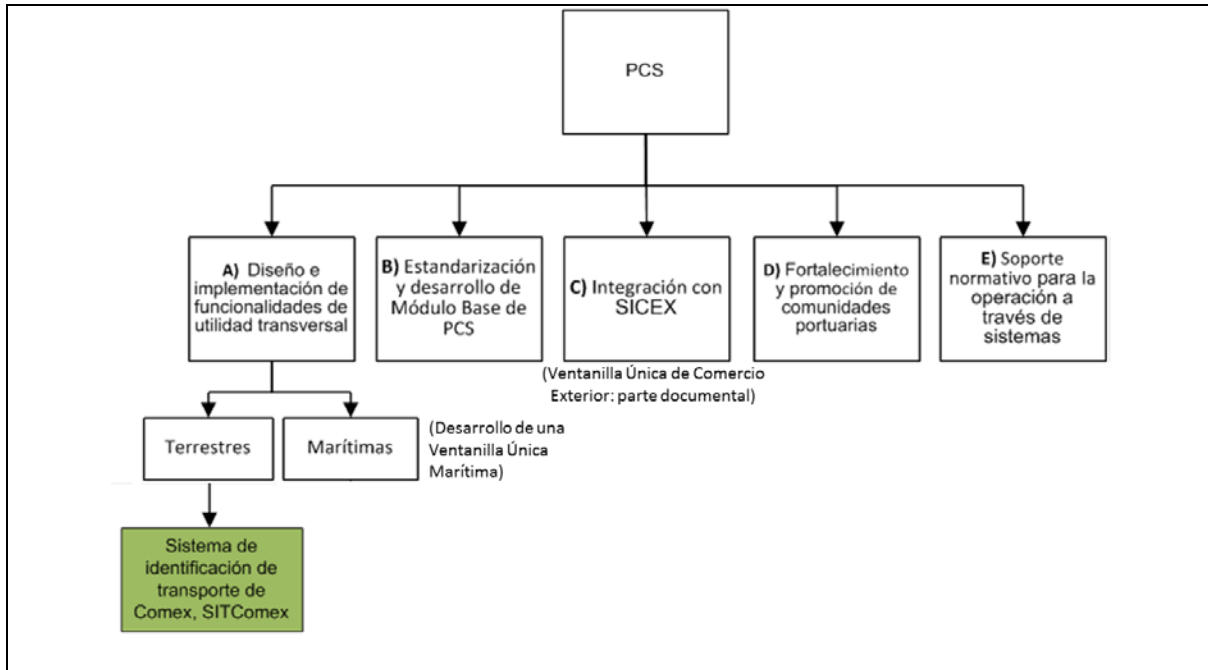 PCS
A) Diseño e
implementación de
funcionalidades de
utilidad transversal
B) Estandarización
y desarrollo de
Módulo Base de
PCS
C) Integración con
SICEX
D) Fortalecimiento
y promoción de
comunidades
portuarias
E) Soporte
normativo para la
operación a
través de
sistemas
(Ventanilla Única de Comercio
Exterior: parte documental)
Terrestres
Marítimas
(Desarrollo de una
Ventanilla Única
Marítima)
Sistema de
identificación de
transporte de
Comex, SITComex